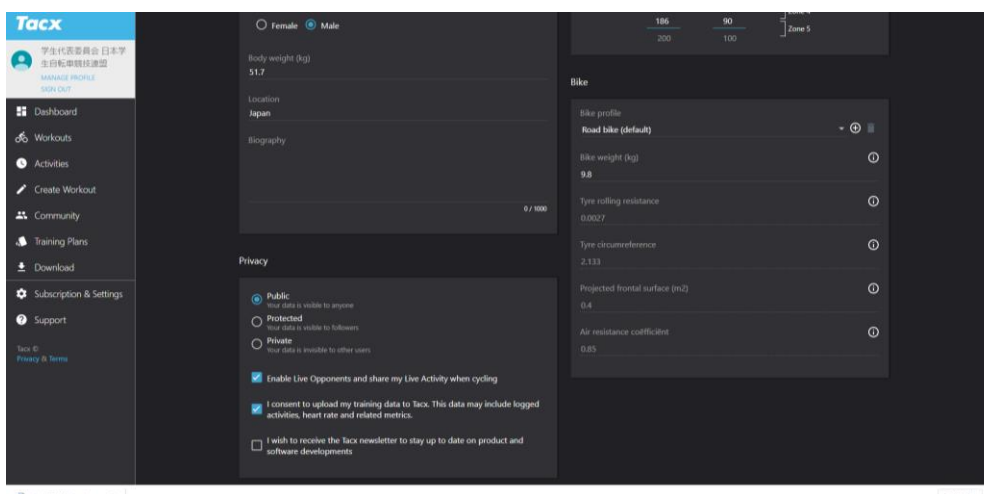 Tacx
学生代表委員会 日本学
生自転車競技連盟
MANAGE PROFILE
SIGN OUT
Dashboard
Workouts
Activities
Create Workout
Community
Training Plans
Download
Subscription & Settings
Support
Tacx ©
Privacy & Terms
Female
Male
Body weight (kg)
51.7
Location
Japan
Biography
0 / 1000
Privacy
Public
Your data is visible to anyone
Protected
Your data is visible to followers
Private
Your data is invisible to other users
Enable Live Opponents and share my Live Activity when cycling
I consent to upload my training data to Tacx. This data may include logged
activities, heart rate and related metrics.
I wish to receive the Tacx newsletter to stay up to date on product and
software developments
186 90
Zone 5
200 100
Bike
Bike profile
Road bike (default)
Bike weight (kg)
9.8
Tyre rolling resistance
0.0027
Tyre circumreference
2.133
Projected frontal surface (m2)
0.4
Air resistance coëfficiënt
0.85